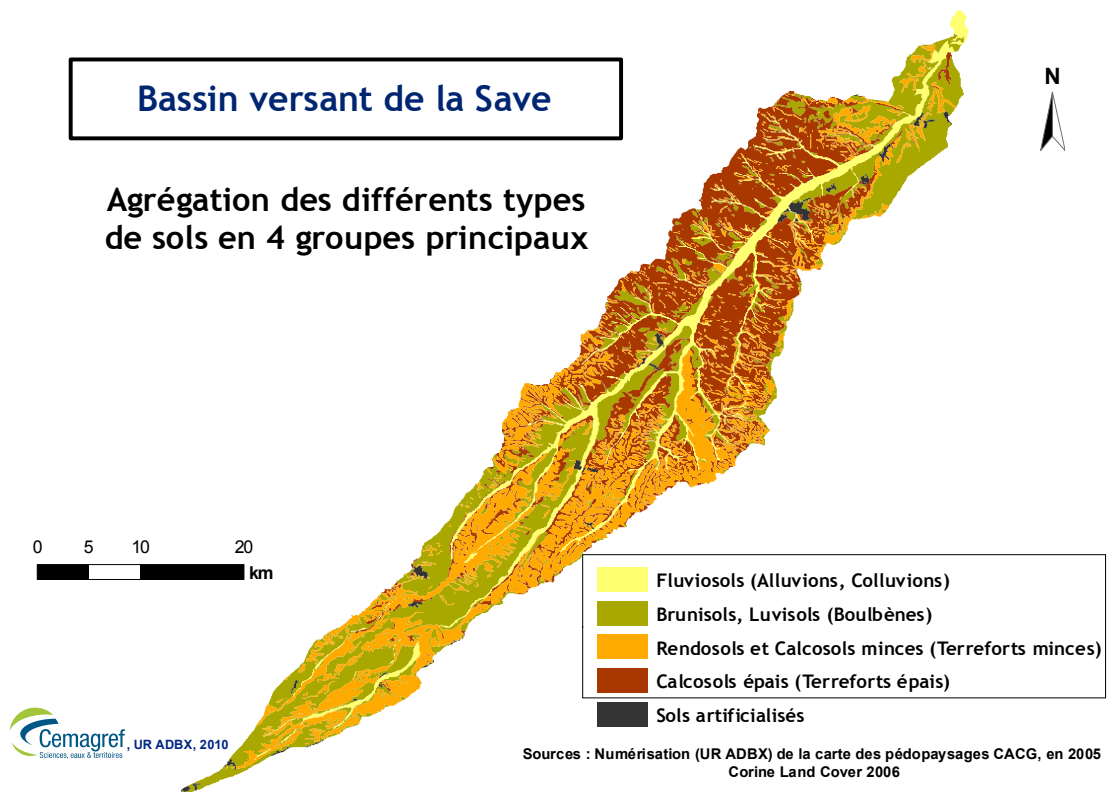 Bassin versant de la Save
N
Agrégation des différents types
de sols en 4 groupes principaux
0 5 10 20
km
Fluviosols (Alluvions, Colluvions)
Brunisols, Luvisols (Boulbènes)
Rendosols et Calcosols minces (Terreforts minces)
Calcosols épais (Terreforts épais)
Sols artificialisés
Cemagref
Sciences, eaux & territoires
, UR ADBX, 2010
Sources : Numérisation (UR ADBX) de la carte des pédopaysages CACG, en 2005
Corine Land Cover 2006